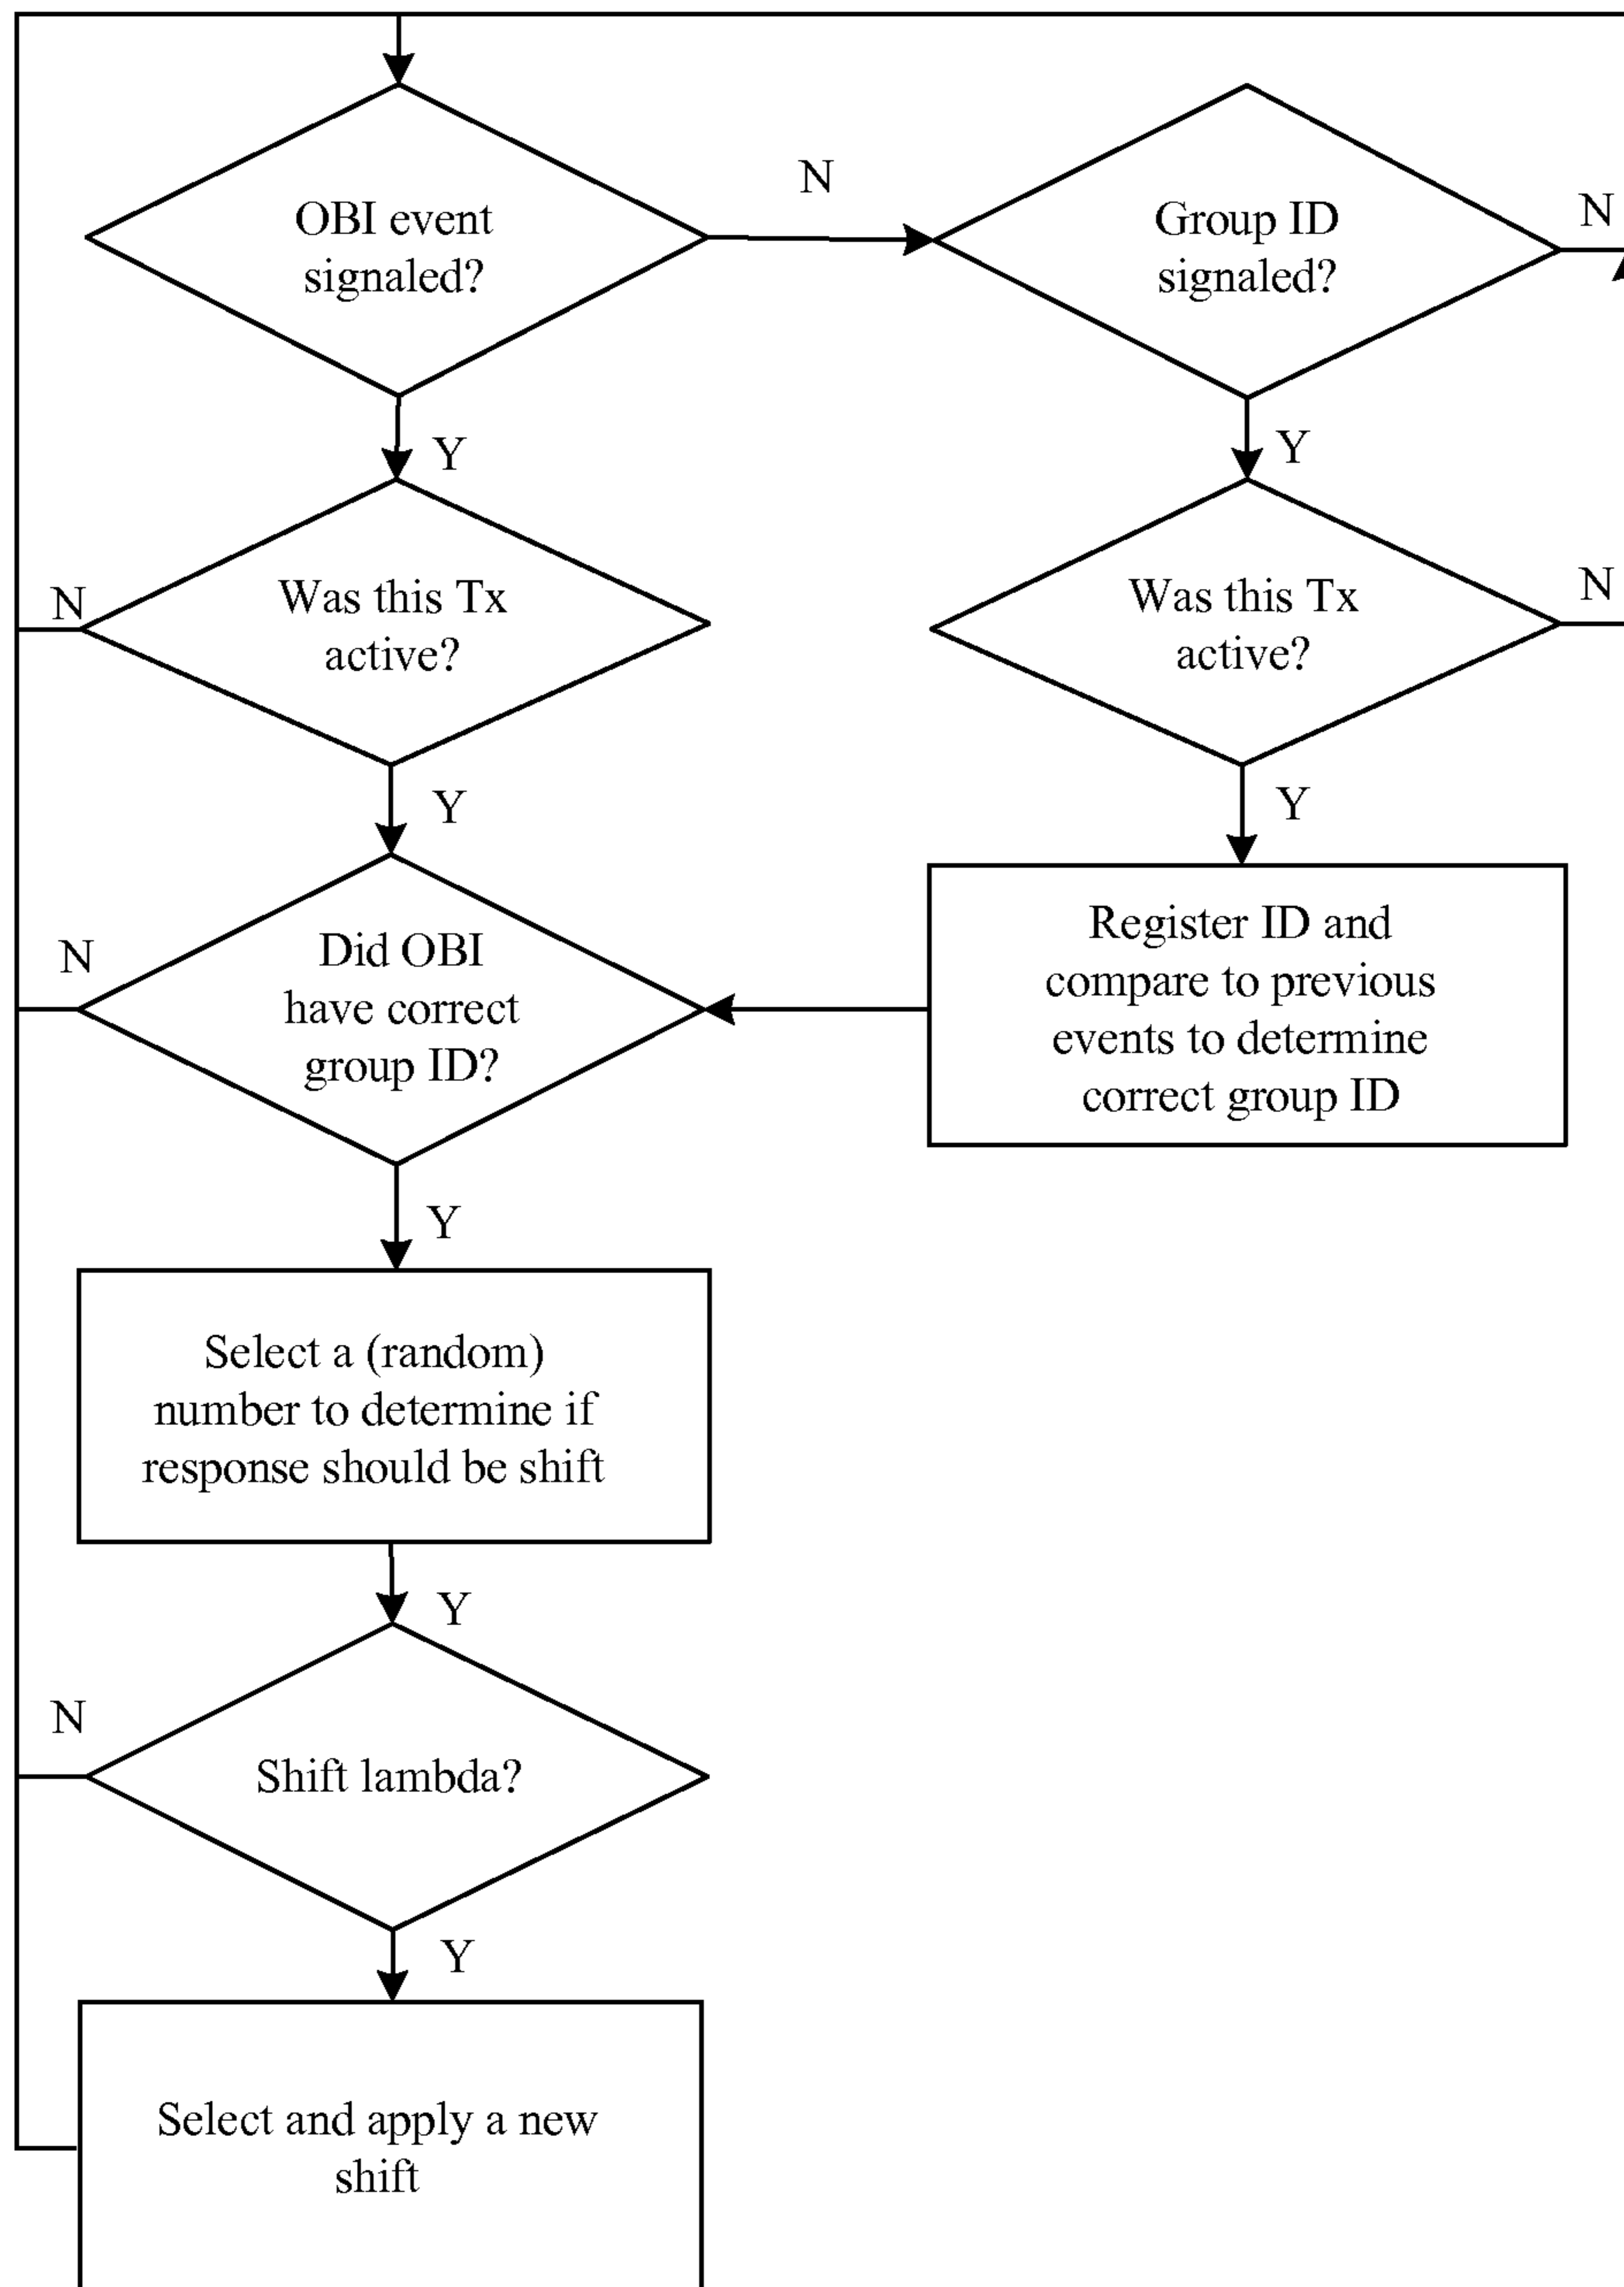 OBI event
signaled?
N
Group ID
signaled?
N
Y
Y
N
Was this Tx
active?
Was this Tx
active?
N
Y
Y
N
Did OBI
have correct
group ID?
Register ID and
compare to previous
events to determine
correct group ID
Y
Select a (random)
number to determine if
response should be shift
Y
N
Shift lambda?
Y
Select and apply a new
shift